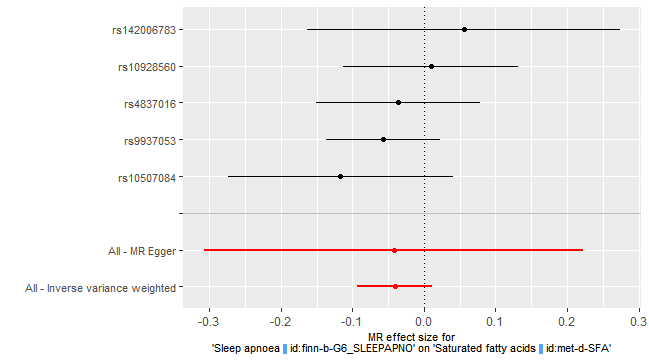 rs142006783
rs10928560
rs4837016
rs9937053
rs10507084
All - MR Egger
All - Inverse variance weighted
-0.3 -0.2 -0.1 0.0 0.1 0.2 0.3
MR effect size for
'Sleep apnoea || id:finn-b-G6_SLEEPAPNO' on 'Saturated fatty acids || id:met-d-SFA'